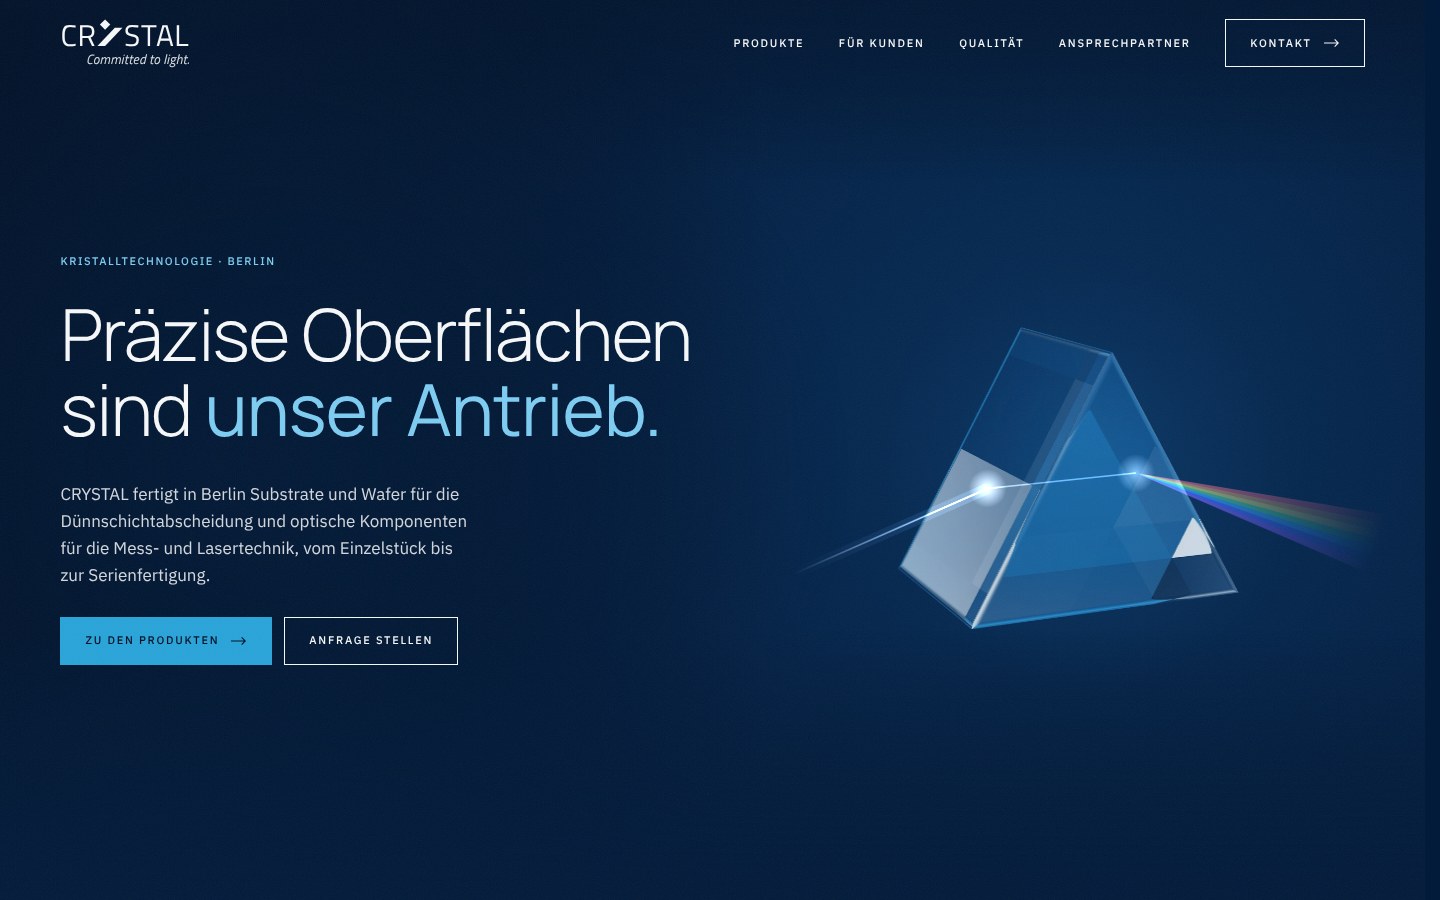 CRYSTAL
Committed to light.
PRODUKTE FÜR KUNDEN QUALITÄT ANSPRECHPARTNER KONTAKT
KRISTALLTECHNOLOGIE · BERLIN
Präzise Oberflächen
sind unser Antrieb.
CRYSTAL fertigt in Berlin Substrate und Wafer für die
Dünnschichtabscheidung und optische Komponenten
für die Mess- und Lasertechnik, vom Einzelstück bis
zur Serienfertigung.
ZU DEN PRODUKTEN ANFRAGE STELLEN